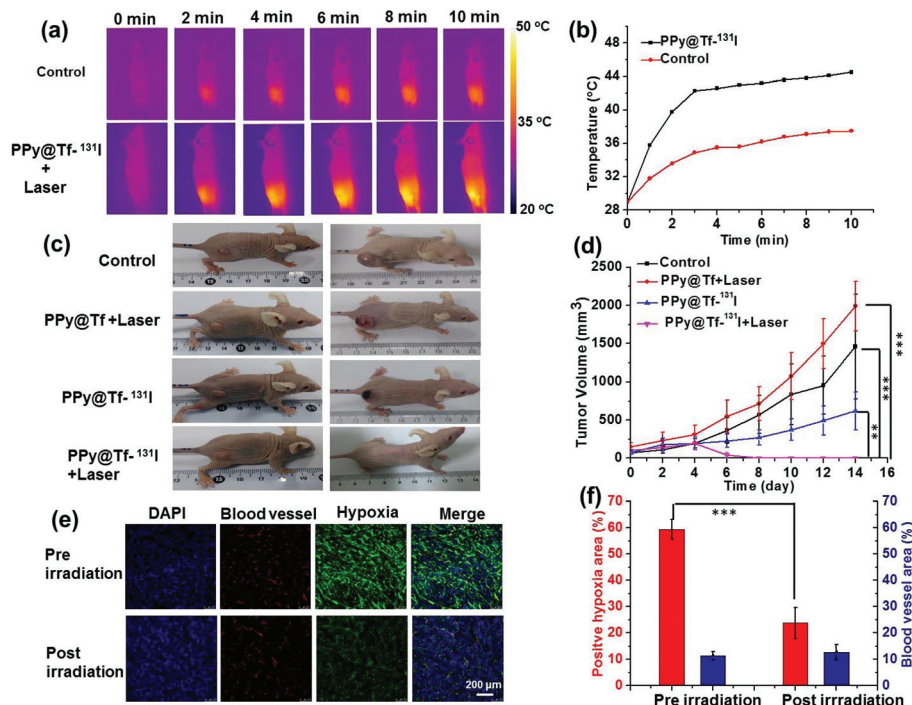 (a)
0 min 2 min 4 min 6 min 8 min 10 min
Control
PPy@Tf-¹³¹I
+
Laser
50 ºC
35 ºC
20 ºC
(b)
PPy@Tf-¹³¹I
Control
Temperature (°C)
44
40
36
32
28
0 2 4 6 8 10
Time (min)
(c)
Control
PPy@Tf +Laser
PPy@Tf-¹³¹I
PPy@Tf-¹³¹I
+Laser
(d)
Control
PPy@Tf+Laser
PPy@Tf-¹³¹I
PPy@Tf-¹³¹I+Laser
Tumor Volume (mm³)
2500
2000
1500
1000
500
0
0 2 4 6 8 10 12 14 16
Time (day)
***
***
**
(e)
DAPI Blood vessel Hypoxia Merge
Pre
irradiation
Post
irradiation
200 µm
(f)
Positve hypoxia area (%)
70
60
50
40
30
20
10
0
***
70
60
50
40
30
20
10
0
Blood vessel area (%)
Pre irradiation Post irrradiation